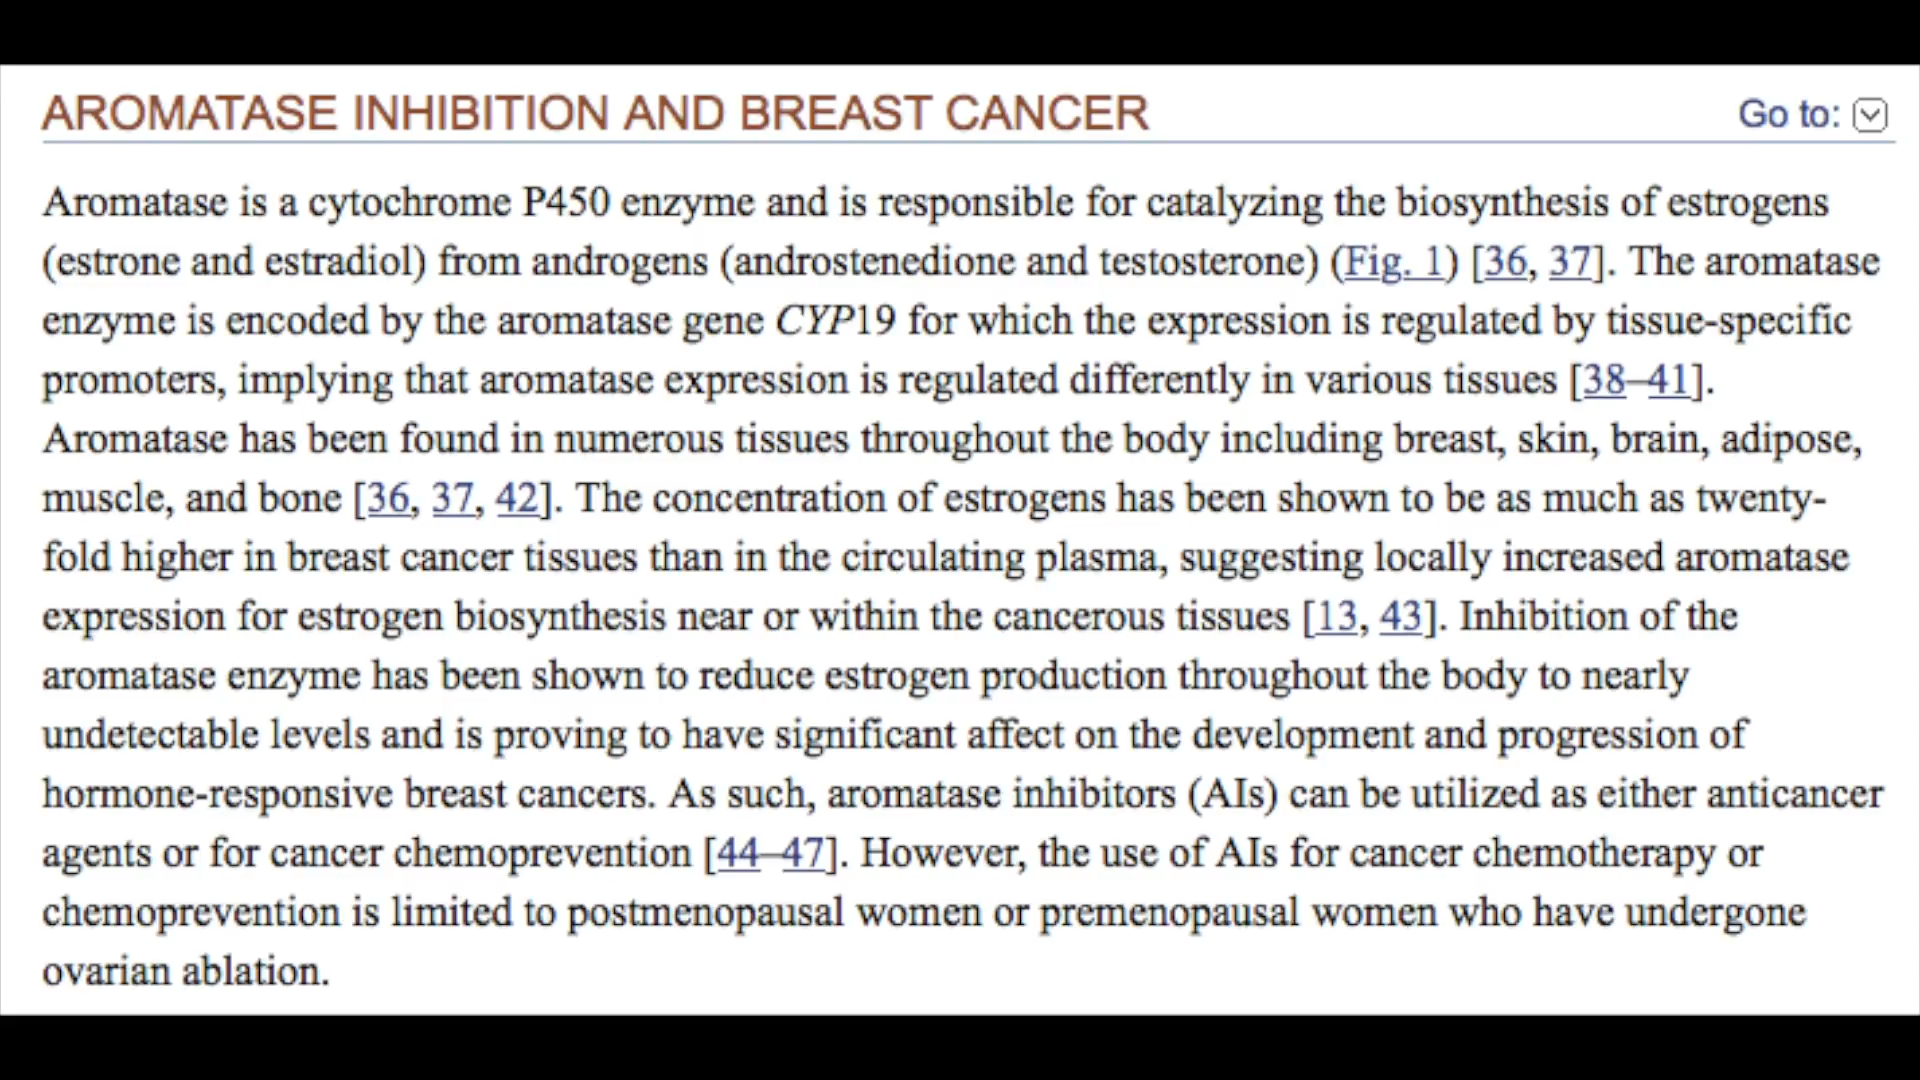 AROMATASE INHIBITION AND BREAST CANCER
Go to:
Aromatase is a cytochrome P450 enzyme and is responsible for catalyzing the biosynthesis of estrogens
(estrone and estradiol) from androgens (androstenedione and testosterone) (Fig. 1) [36, 37]. The aromatase
enzyme is encoded by the aromatase gene CYP19 for which the expression is regulated by tissue-specific
promoters, implying that aromatase expression is regulated differently in various tissues [38–41].
Aromatase has been found in numerous tissues throughout the body including breast, skin, brain, adipose,
muscle, and bone [36, 37, 42]. The concentration of estrogens has been shown to be as much as twenty-
fold higher in breast cancer tissues than in the circulating plasma, suggesting locally increased aromatase
expression for estrogen biosynthesis near or within the cancerous tissues [13, 43]. Inhibition of the
aromatase enzyme has been shown to reduce estrogen production throughout the body to nearly
undetectable levels and is proving to have significant affect on the development and progression of
hormone-responsive breast cancers. As such, aromatase inhibitors (AIs) can be utilized as either anticancer
agents or for cancer chemoprevention [44–47]. However, the use of AIs for cancer chemotherapy or
chemoprevention is limited to postmenopausal women or premenopausal women who have undergone
ovarian ablation.